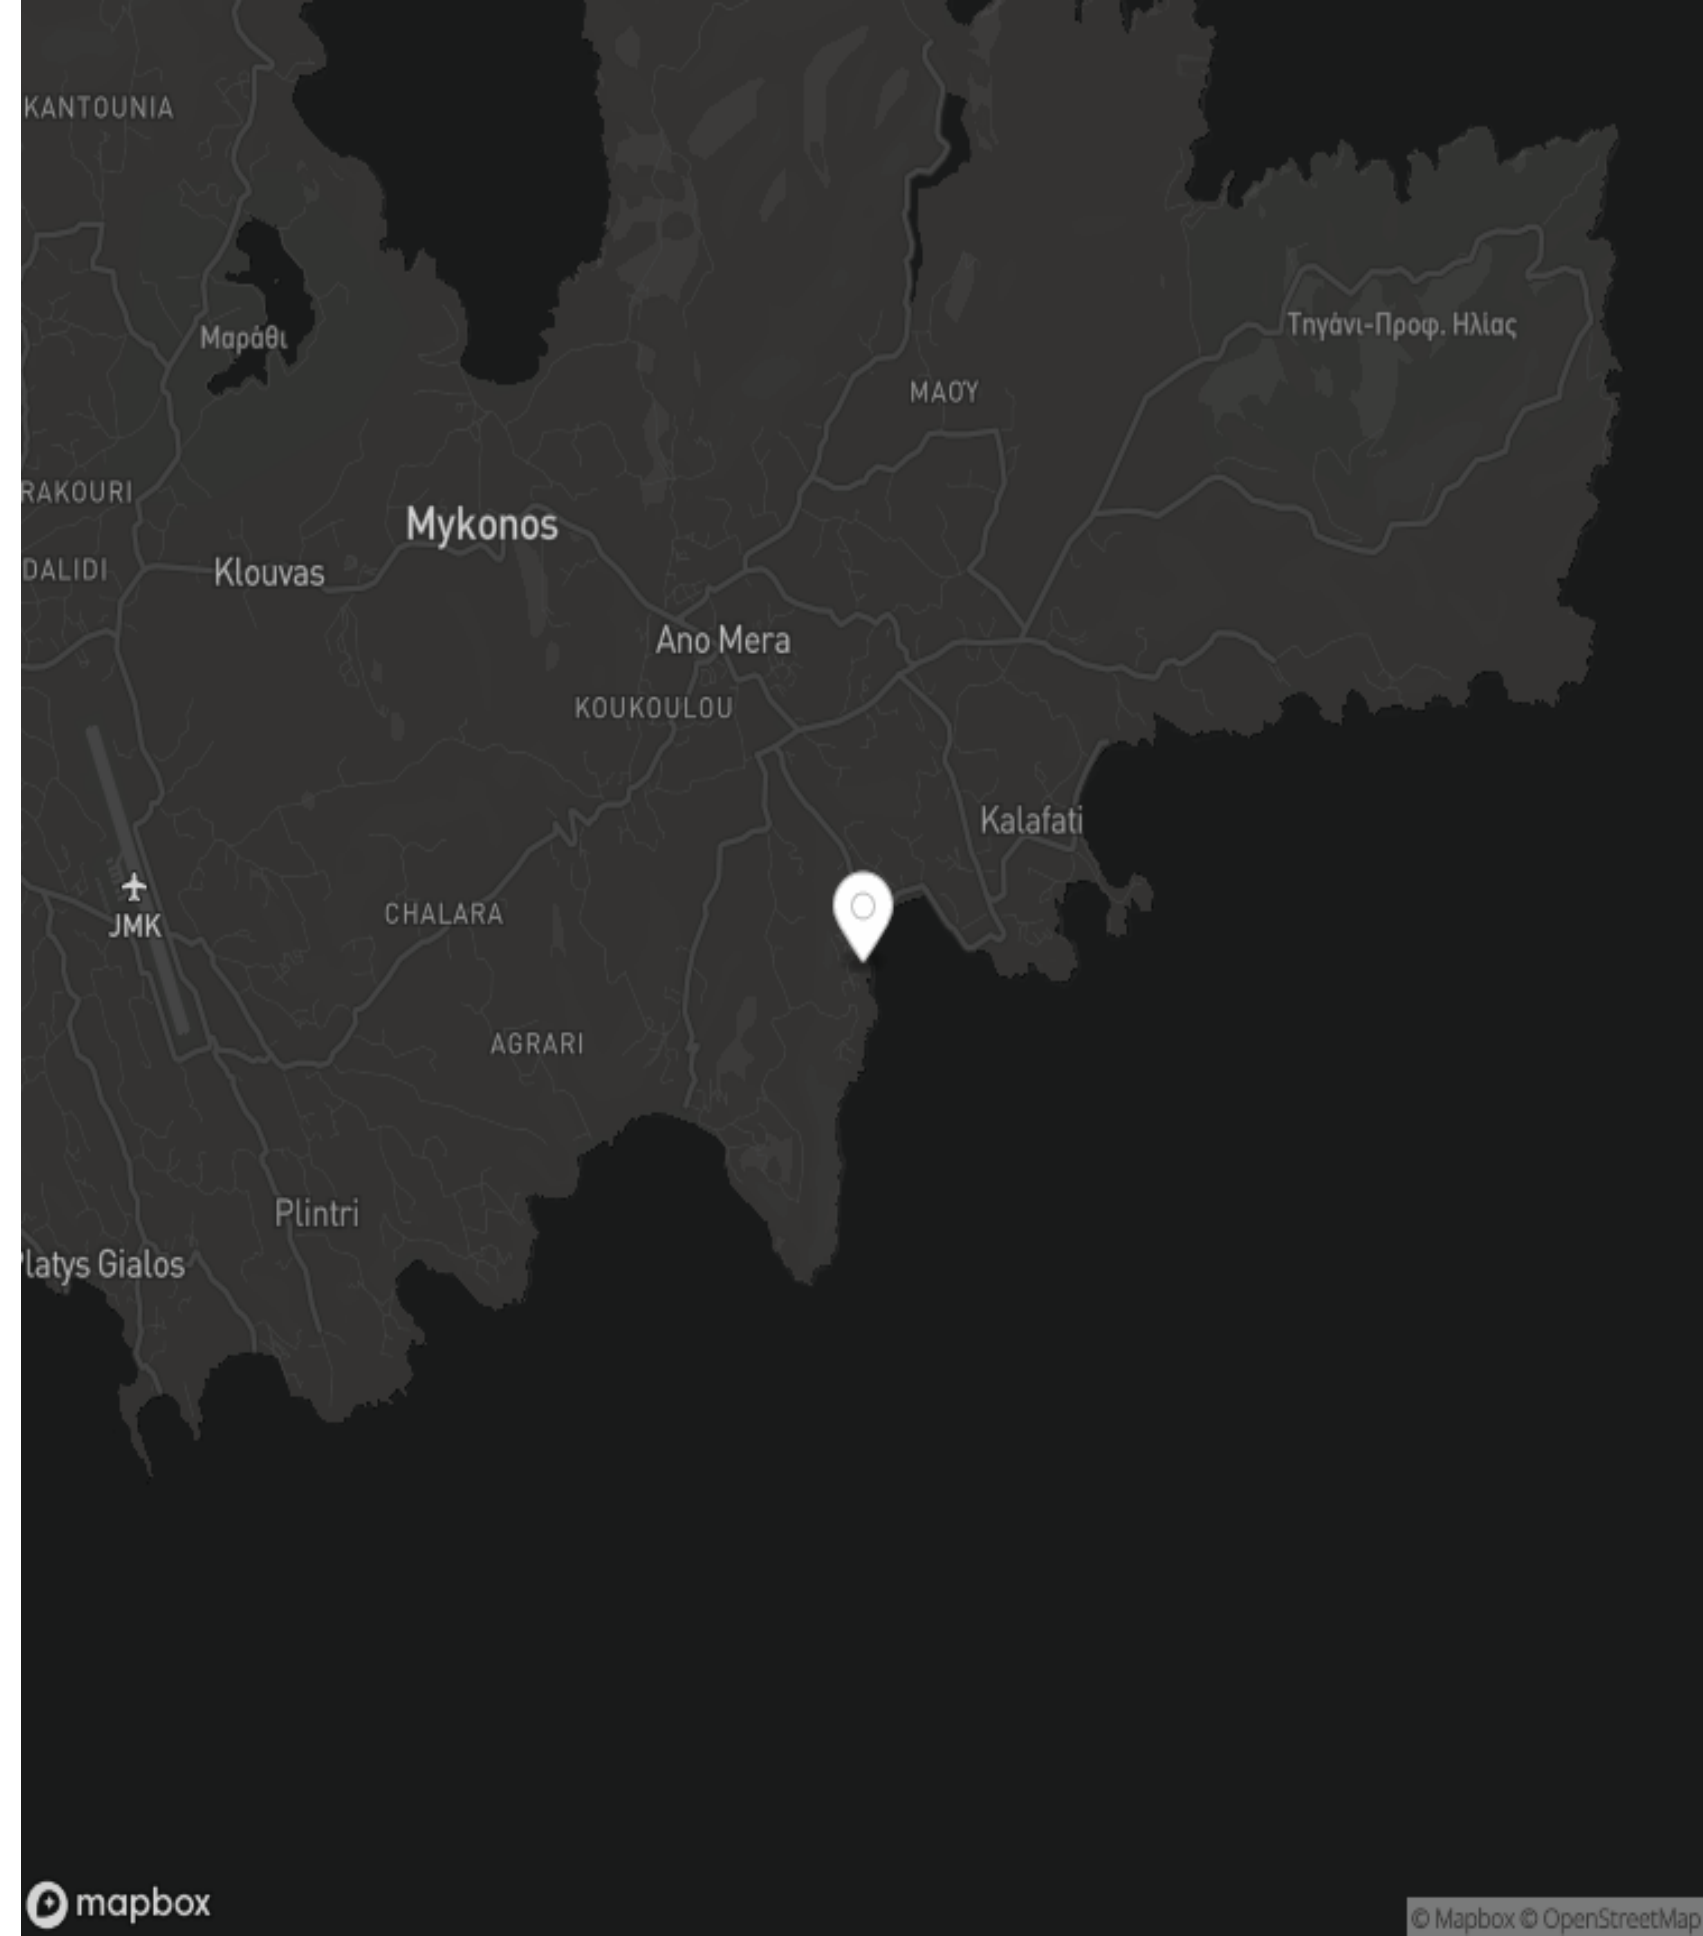 KANTOUNIA
Μαράθι
Τηγάνι-Προφ. Ηλίας
ΜΑΟΎ
RAKOURI
Mykonos
DALIDI
Klouvas
Ano Mera
KOUKOULOU
Kalafati
JMK
CHALARA
AGRARI
Plintri
latys Gialos
mapbox
© Mapbox © OpenStreetMap